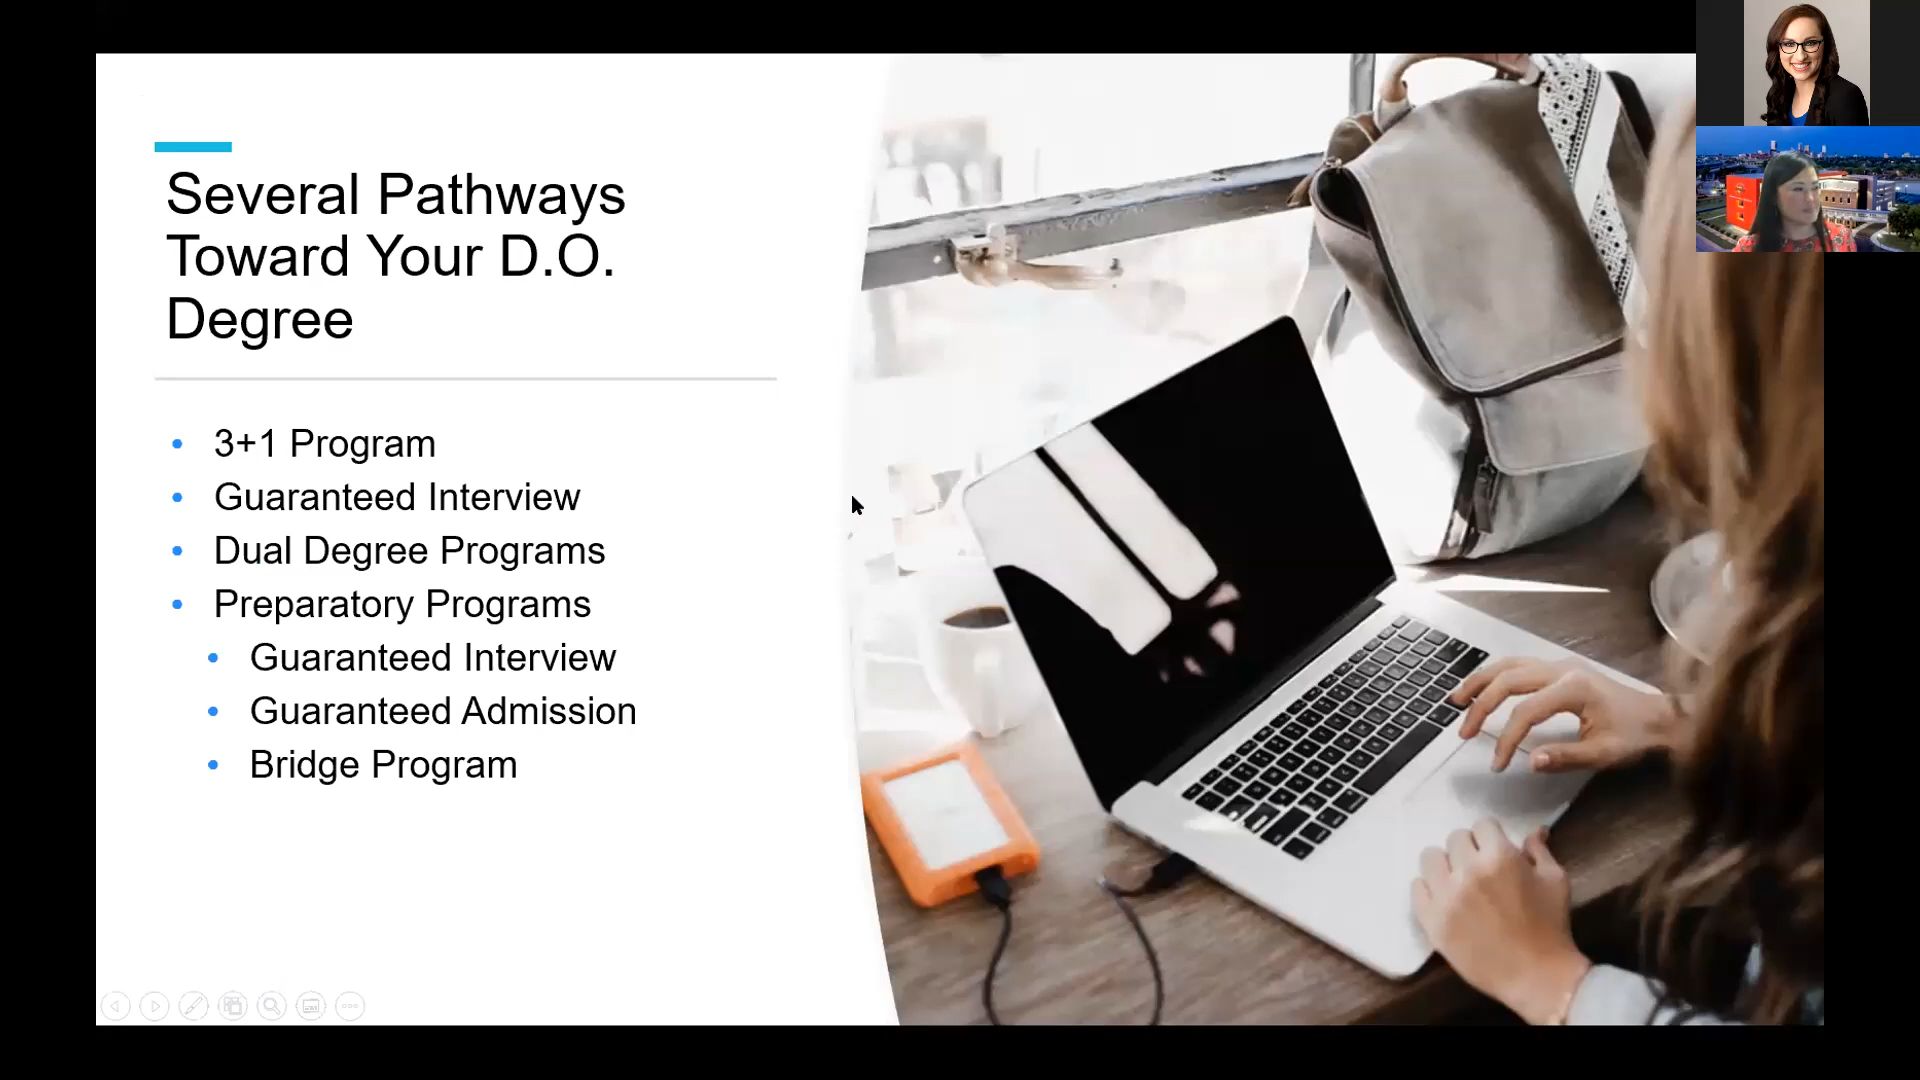 Several Pathways
Toward Your D.O.
Degree
3+1 Program
Guaranteed Interview
Dual Degree Programs
Preparatory Programs
Guaranteed Interview
Guaranteed Admission
Bridge Program